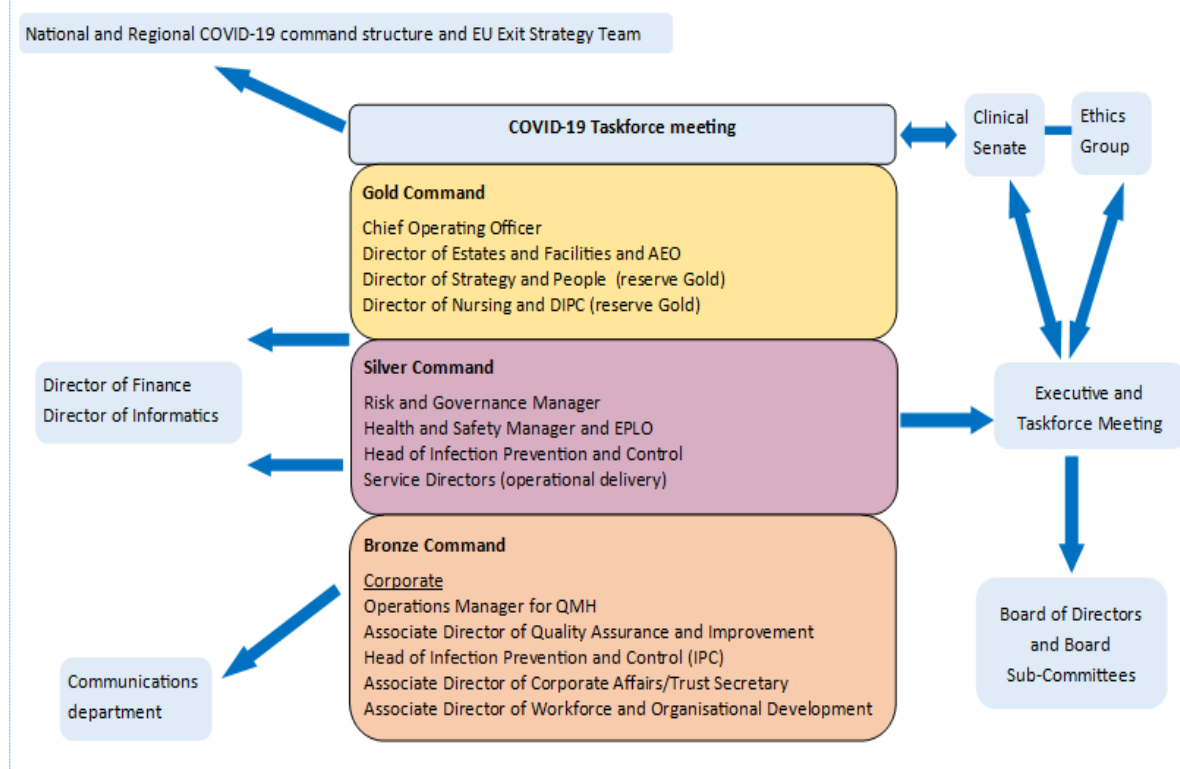 National and Regional COVID-19 command structure and EU Exit Strategy Team
COVID-19 Taskforce meeting
Clinical
Senate
Ethics
Group
Gold Command
Chief Operating Officer
Director of Estates and Facilities and AEO
Director of Strategy and People (reserve Gold)
Director of Nursing and DIPC (reserve Gold)
Director of Finance
Director of Informatics
Silver Command
Risk and Governance Manager
Health and Safety Manager and EPLO
Head of Infection Prevention and Control
Service Directors (operational delivery)
Executive and
Taskforce Meeting
Bronze Command
Corporate
Operations Manager for QMH
Associate Director of Quality Assurance and Improvement
Head of Infection Prevention and Control (IPC)
Associate Director of Corporate Affairs/Trust Secretary
Associate Director of Workforce and Organisational Development
Communications
department
Board of Directors
and Board
Sub-Committees